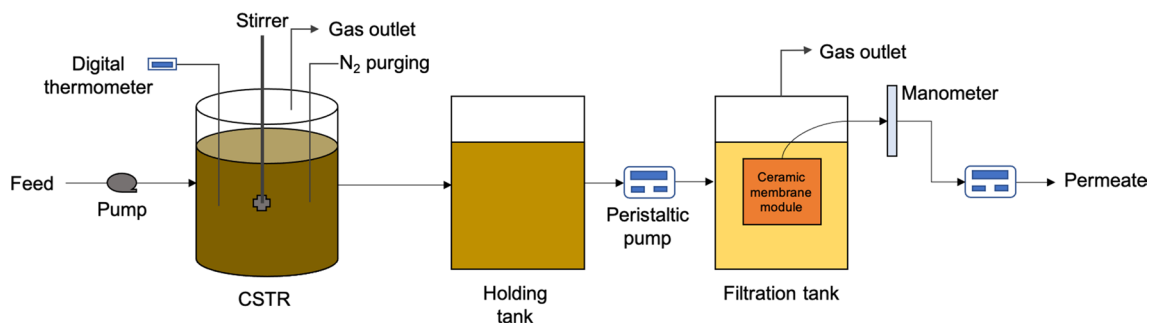 Stirrer
Gas outlet
Digital
thermometer
N₂ purging
Feed
Pump
CSTR
Holding
tank
Peristaltic
pump
Gas outlet
Manometer
Ceramic
membrane
module
Filtration tank
Permeate